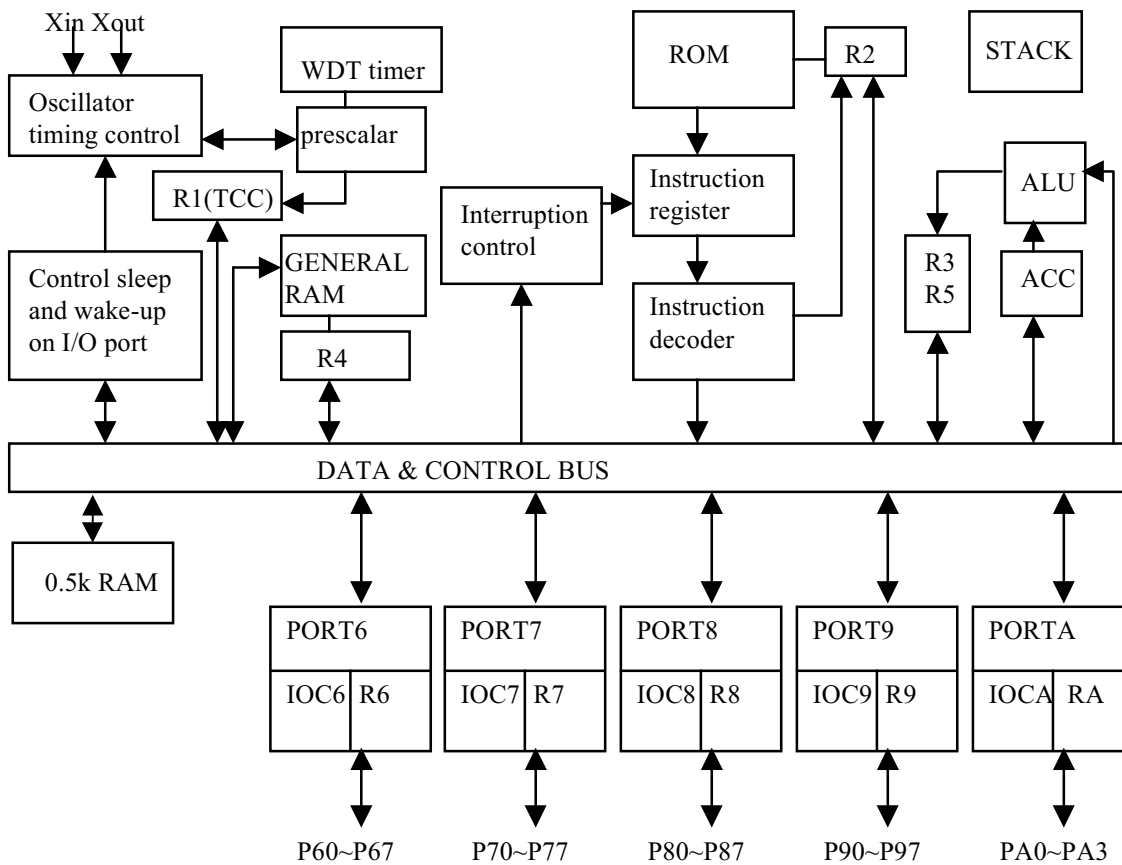 Xin Xout
WDT timer
ROM
R2
STACK
Oscillator
timing control
prescalar
R1(TCC)
Interruption
control
Instruction
register
ALU
Control sleep
and wake-up
on I/O port
GENERAL
RAM
R4
Instruction
decoder
R3
R5
ACC
DATA & CONTROL BUS
0.5k RAM
PORT6
PORT7
PORT8
PORT9
PORTA
IOC6
R6
IOC7
R7
IOC8
R8
IOC9
R9
IOCA
RA
P60~P67
P70~P77
P80~P87
P90~P97
PA0~PA3